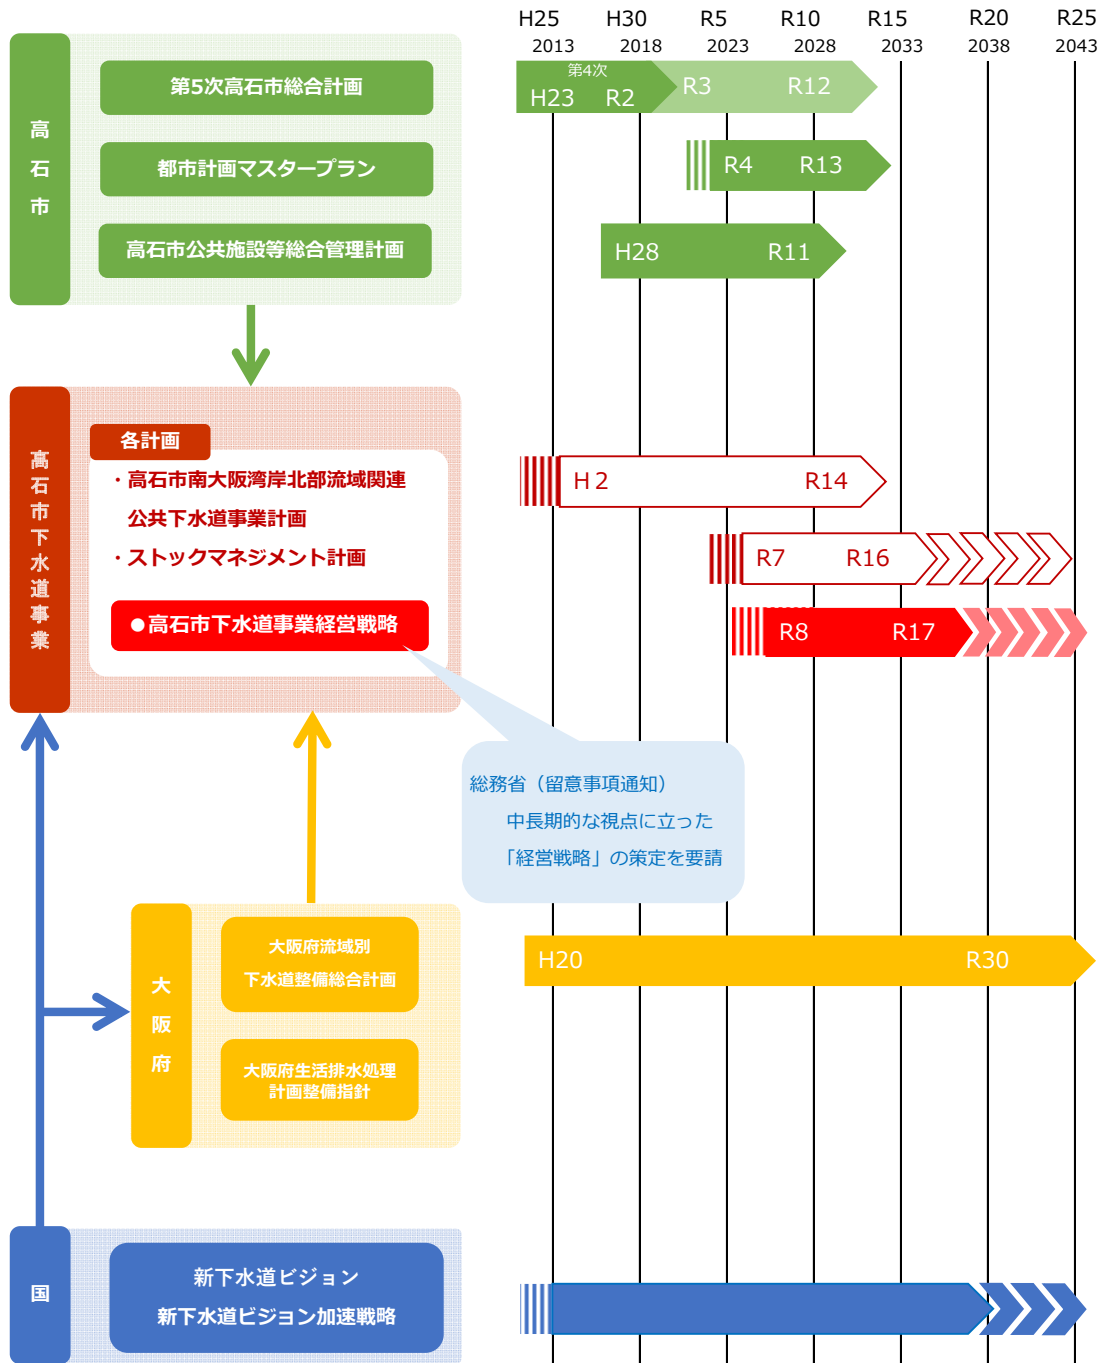 H25 H30 R5 R10 R15 R20 R25
2013 2018 2023 2028 2033 2038 2043
高石市
第5次高石市総合計画
都市計画マスタープラン
高石市公共施設等総合管理計画
第4次
H23 R2 R3 R12
R4 R13
H28 R11
高石市下水道事業
各計画
・高石市南大阪湾岸北部流域関連
公共下水道事業計画
・ストックマネジメント計画
●高石市下水道事業経営戦略
H２ R14
R7 R16
R8 R17
総務省（留意事項通知）
中長期的な視点に立った
「経営戦略」の策定を要請
大阪府
大阪府流域別
下水道整備総合計画
大阪府生活排水処理
計画整備指針
H20 R30
国
新下水道ビジョン
新下水道ビジョン加速戦略